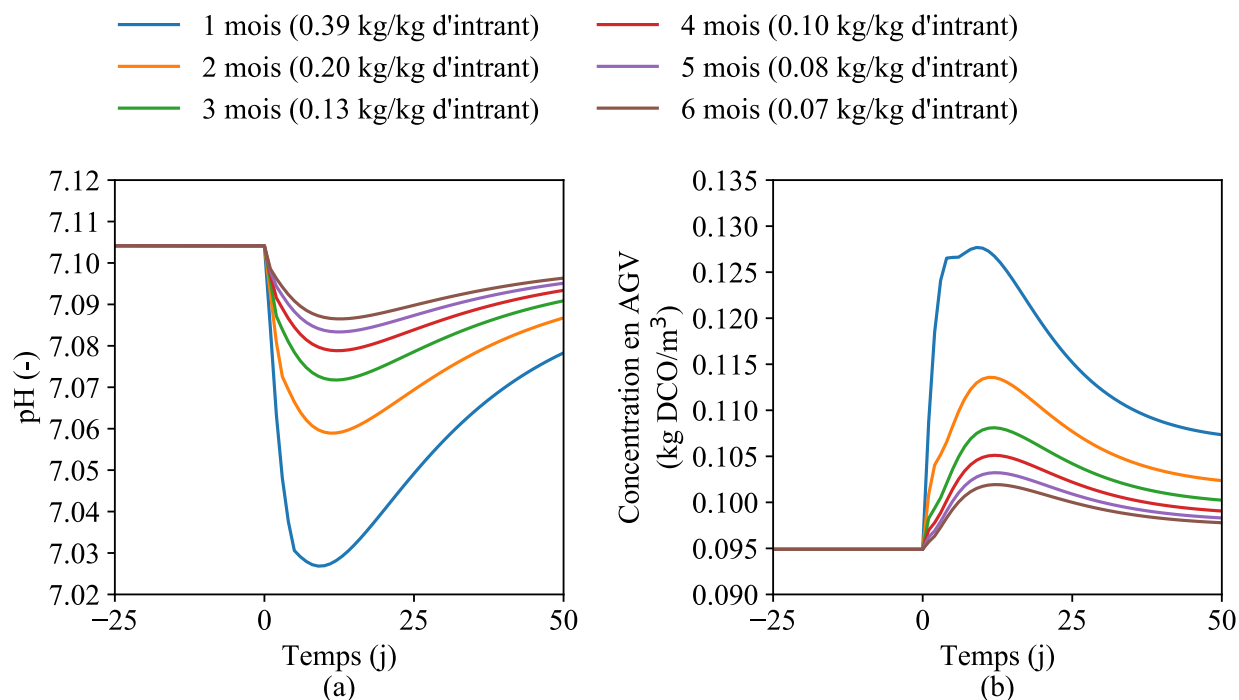 1 mois (0.39 kg/kg d'intrant)
2 mois (0.20 kg/kg d'intrant)
3 mois (0.13 kg/kg d'intrant)
4 mois (0.10 kg/kg d'intrant)
5 mois (0.08 kg/kg d'intrant)
6 mois (0.07 kg/kg d'intrant)
pH (-)
7.12
7.11
7.10
7.09
7.08
7.07
7.06
7.05
7.04
7.03
7.02
−25
0
25
50
Temps (j)
(a)
Concentration en AGV
(kg DCO/m³)
0.135
0.130
0.125
0.120
0.115
0.110
0.105
0.100
0.095
0.090
−25
0
25
50
Temps (j)
(b)